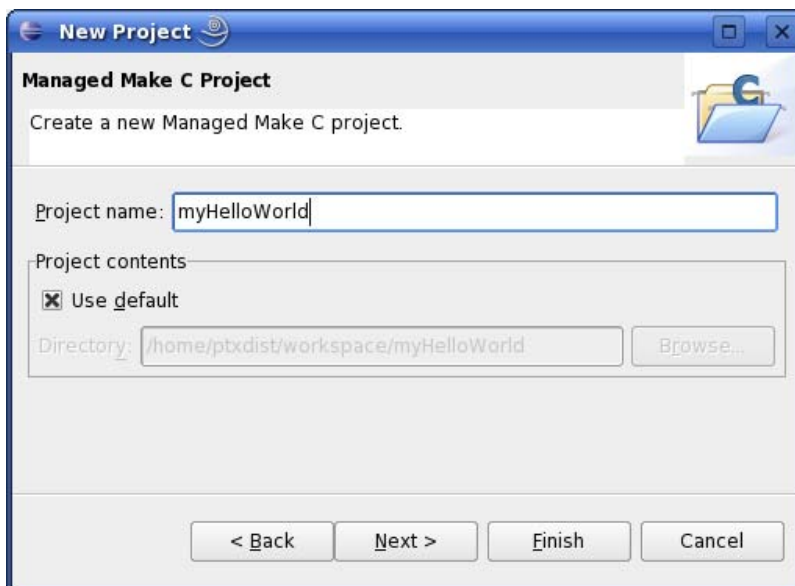 New Project
Managed Make C Project
Create a new Managed Make C project.
Project name: myHelloWorld
Project contents
Use default
Directory: /home/ptxdist/workspace/myHelloWorld Browse...
< Back Next > Finish Cancel